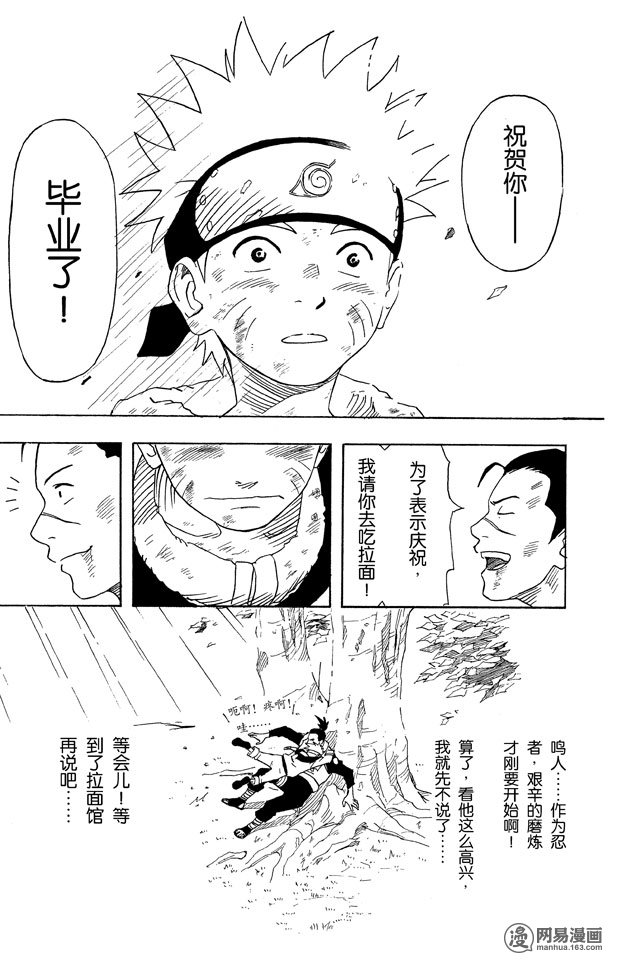 祝贺你—
毕业了！
为了表示庆祝，
我请你去吃拉面！
鸣人……作为忍
者，艰辛的磨炼
才刚要开始啊！
算了，看他这么高兴，
我就先不说了……
呃啊！疼啊！
哇……
等会儿！等
到了拉面馆
再说吧……
漫 网易漫画
manhua.163.com